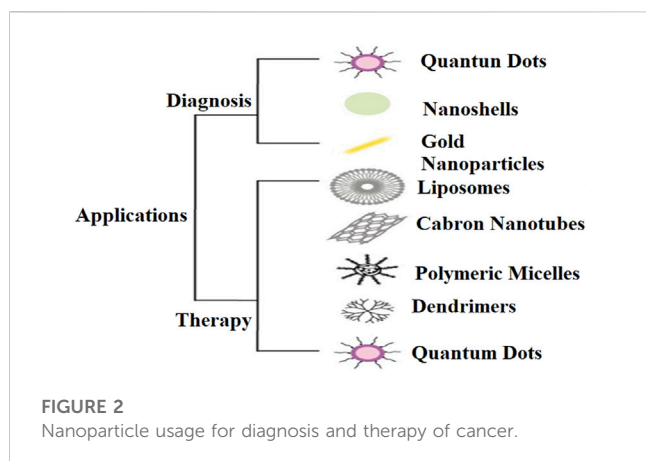 Quantun Dots
Diagnosis
Nanoshells
Gold
Nanoparticles
Liposomes
Applications
Cabron Nanotubes
Polymeric Micelles
Dendrimers
Therapy
Quantum Dots
FIGURE 2
Nanoparticle usage for diagnosis and therapy of cancer.